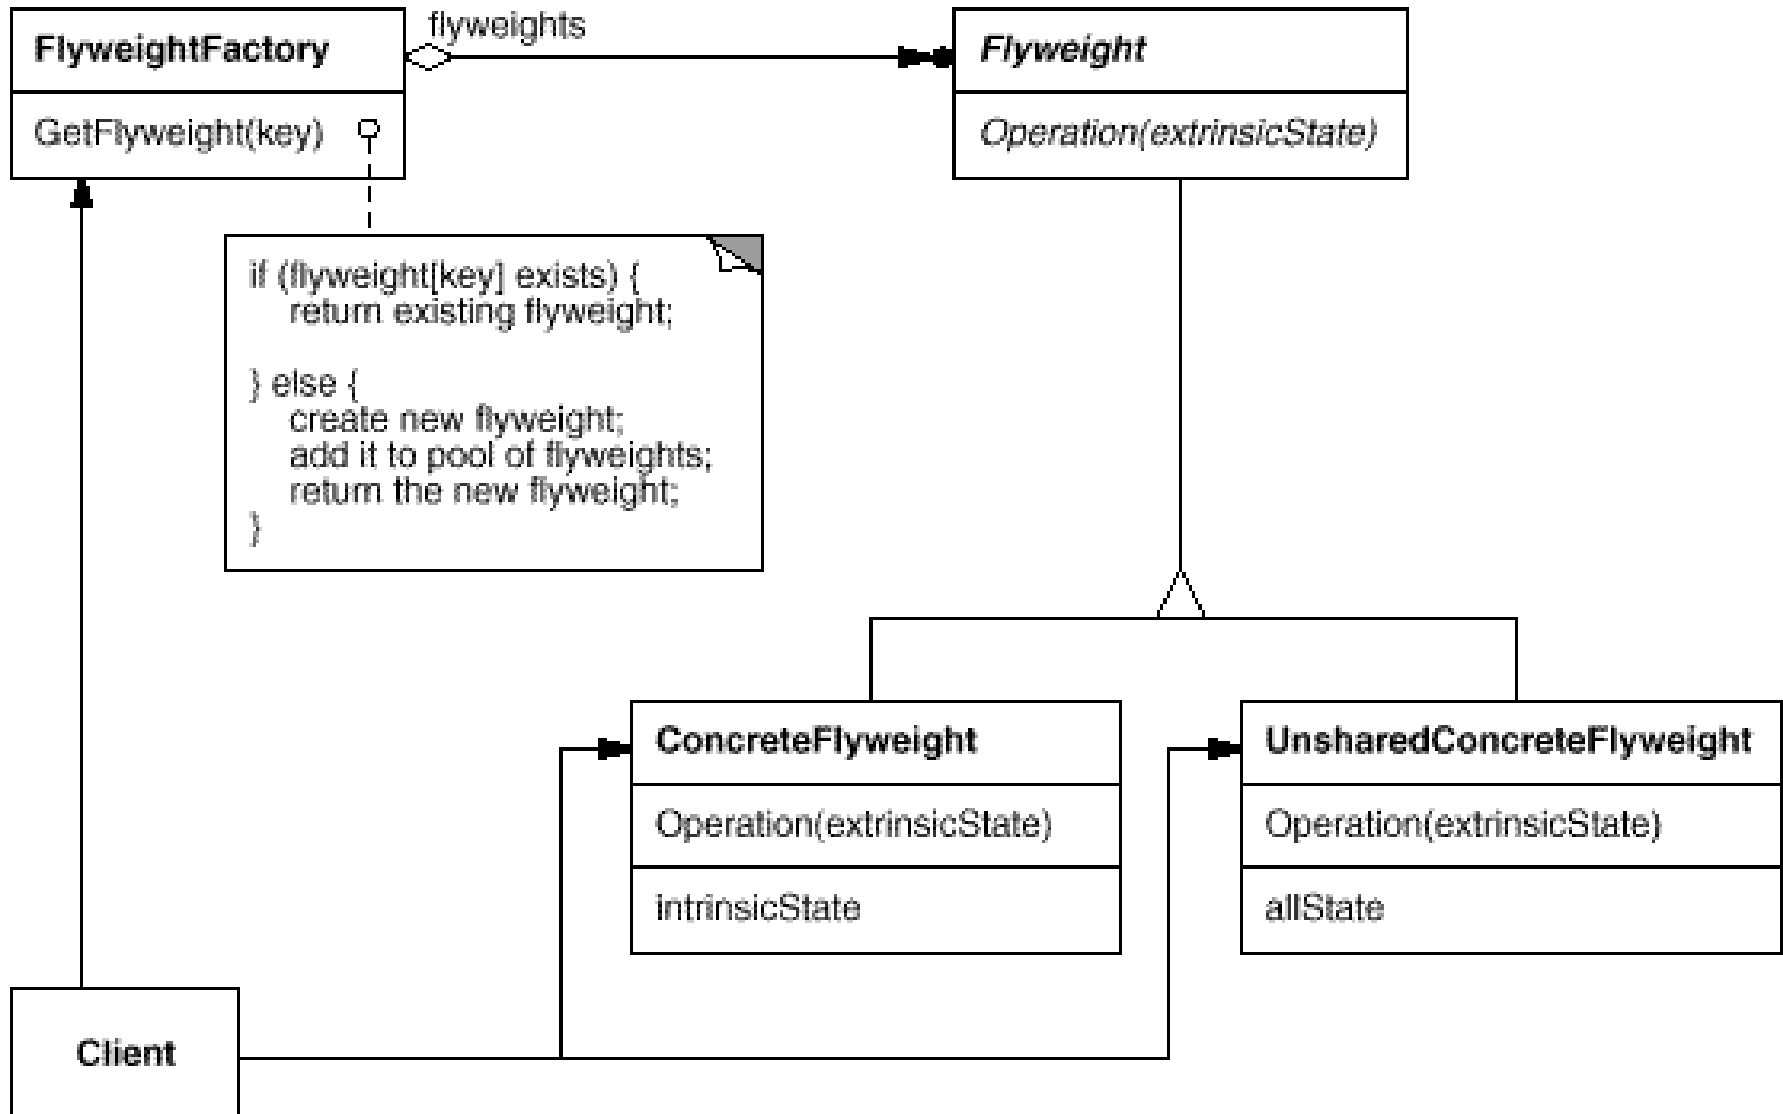 flyweights
FlyweightFactory
Flyweight
GetFlyweight(key)
Operation(extrinsicState)
if (flyweight[key] exists) {
return existing flyweight;
} else {
create new flyweight;
add it to pool of flyweights;
return the new flyweight;
}
ConcreteFlyweight
UnsharedConcreteFlyweight
Operation(extrinsicState)
Operation(extrinsicState)
intrinsicState
allState
Client